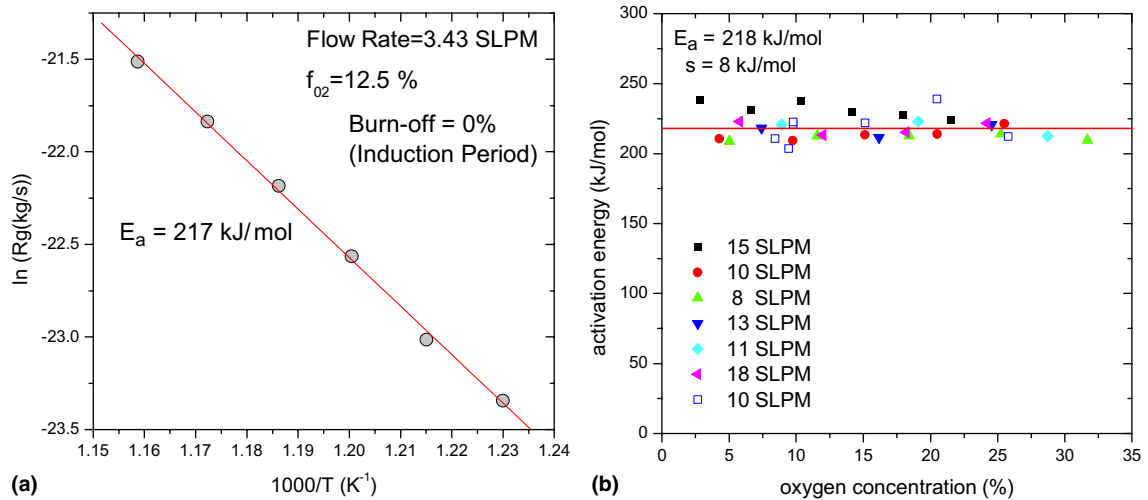 Flow Rate=3.43 SLPM
f02=12.5 %
Burn-off = 0%
(Induction Period)
Ea = 217 kJ/mol
ln (Rg(kg/s))
-21.5
-22.0
-22.5
-23.0
-23.5
1.15 1.16 1.17 1.18 1.19 1.20 1.21 1.22 1.23 1.24
1000/T (K-1)
(a)
Ea = 218 kJ/mol
s = 8 kJ/mol
activation energy (kJ/mol)
300
250
200
150
100
50
0
15 SLPM
10 SLPM
8 SLPM
13 SLPM
11 SLPM
18 SLPM
10 SLPM
0 5 10 15 20 25 30 35
oxygen concentration (%)
(b)